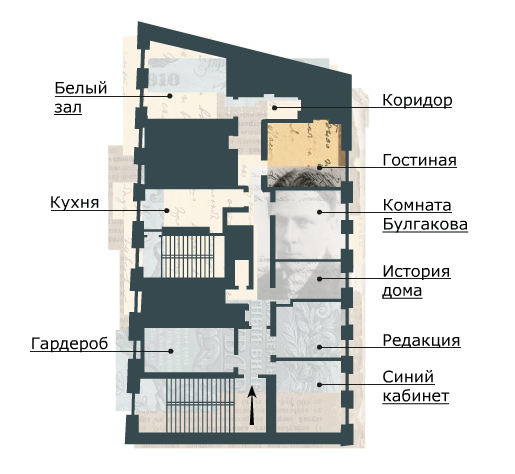 Белый
зал
Коридор
Гостиная
Кухня
Комната
Булгакова
История
дома
Гардероб
Редакция
Синий
кабинет